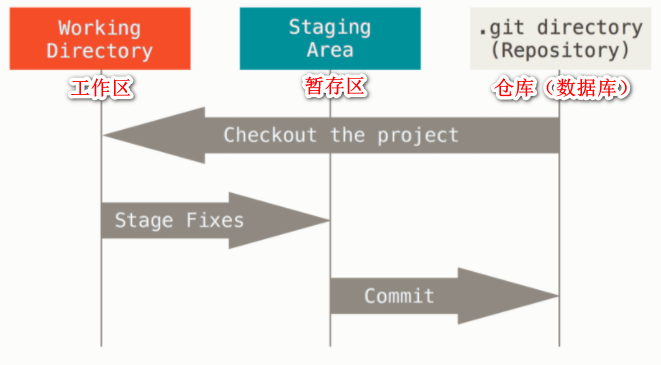 Working
Directory
Staging
Area
.git directory
(Repository)
工作区
暂存区
仓库（数据库）
Checkout the project
Stage Fixes
Commit